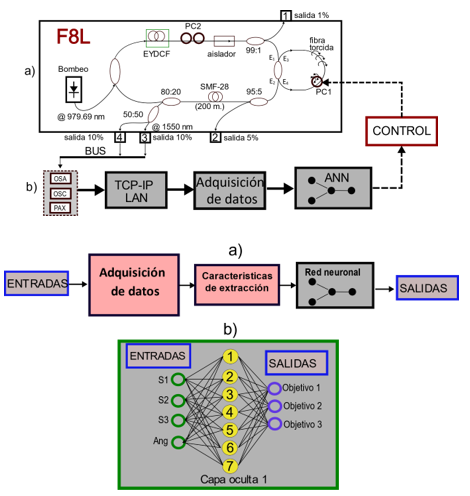 1
salida 1%
F8L
PC2
EYDCF
aislador
99:1
fibra
torcida
a)
Bombeo
E₁
E₃
E₂
E₄
PC1
@ 979.69 nm
80:20
SMF-28
(200 m.)
95:5
50:50
@ 1550 nm
salida 10%
4
3
salida 10%
2
salida 5%
CONTROL
BUS
b)
OSA
OSC
PAX
TCP-IP
LAN
Adquisición
de datos
ANN
a)
ENTRADAS
Adquisición
de datos
Caracteristicas
de extracción
Red neuronal
SALIDAS
b)
ENTRADAS
SALIDAS
S1
S2
S3
Ang
1
2
3
4
5
6
7
Objetivo 1
Objetivo 2
Objetivo 3
Capa oculta 1